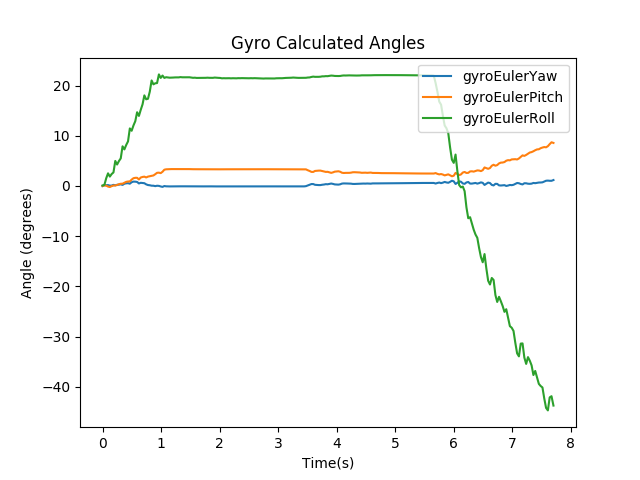 Gyro Calculated Angles
gyroEulerYaw
gyroEulerPitch
gyroEulerRoll
20
10
0
−10
−20
−30
−40
Angle (degrees)
0 1 2 3 4 5 6 7 8
Time(s)